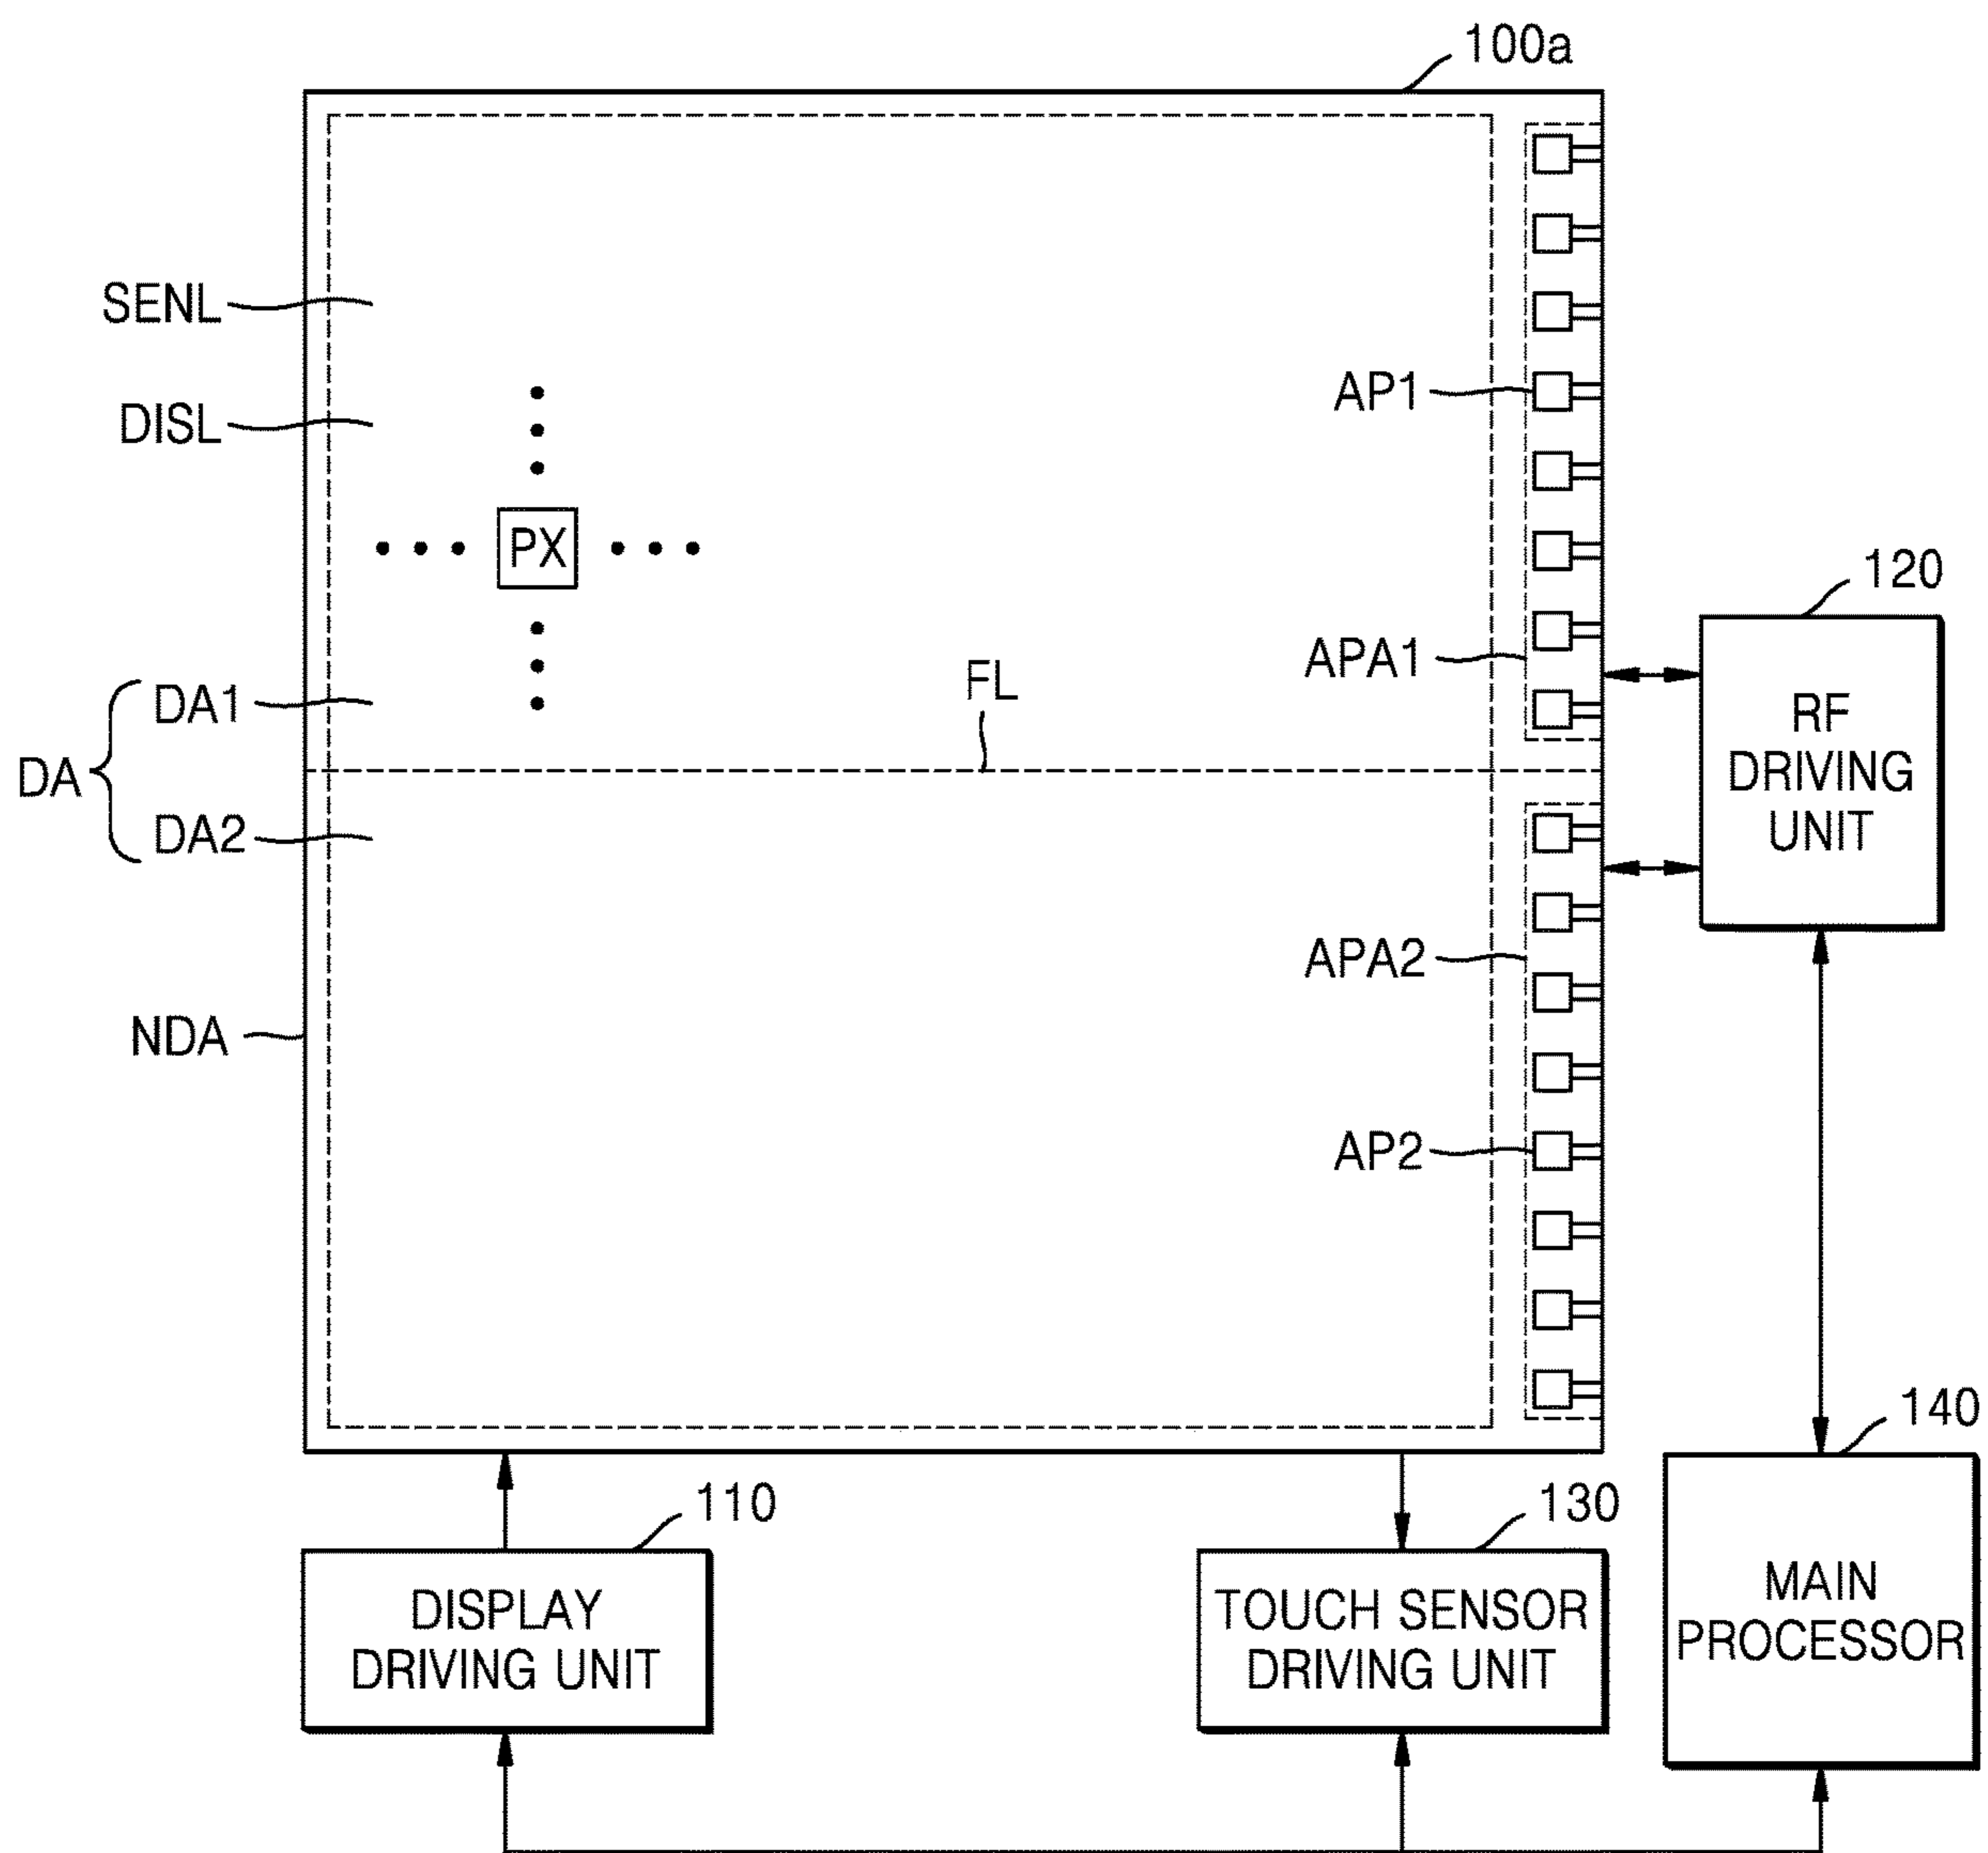 100a
SENL
DISL
AP1
PX
120
APA1
FL
DA1
DA
DA2
RF
DRIVING
UNIT
APA2
NDA
AP2
140
110
130
DISPLAY
DRIVING UNIT
TOUCH SENSOR
DRIVING UNIT
MAIN
PROCESSOR